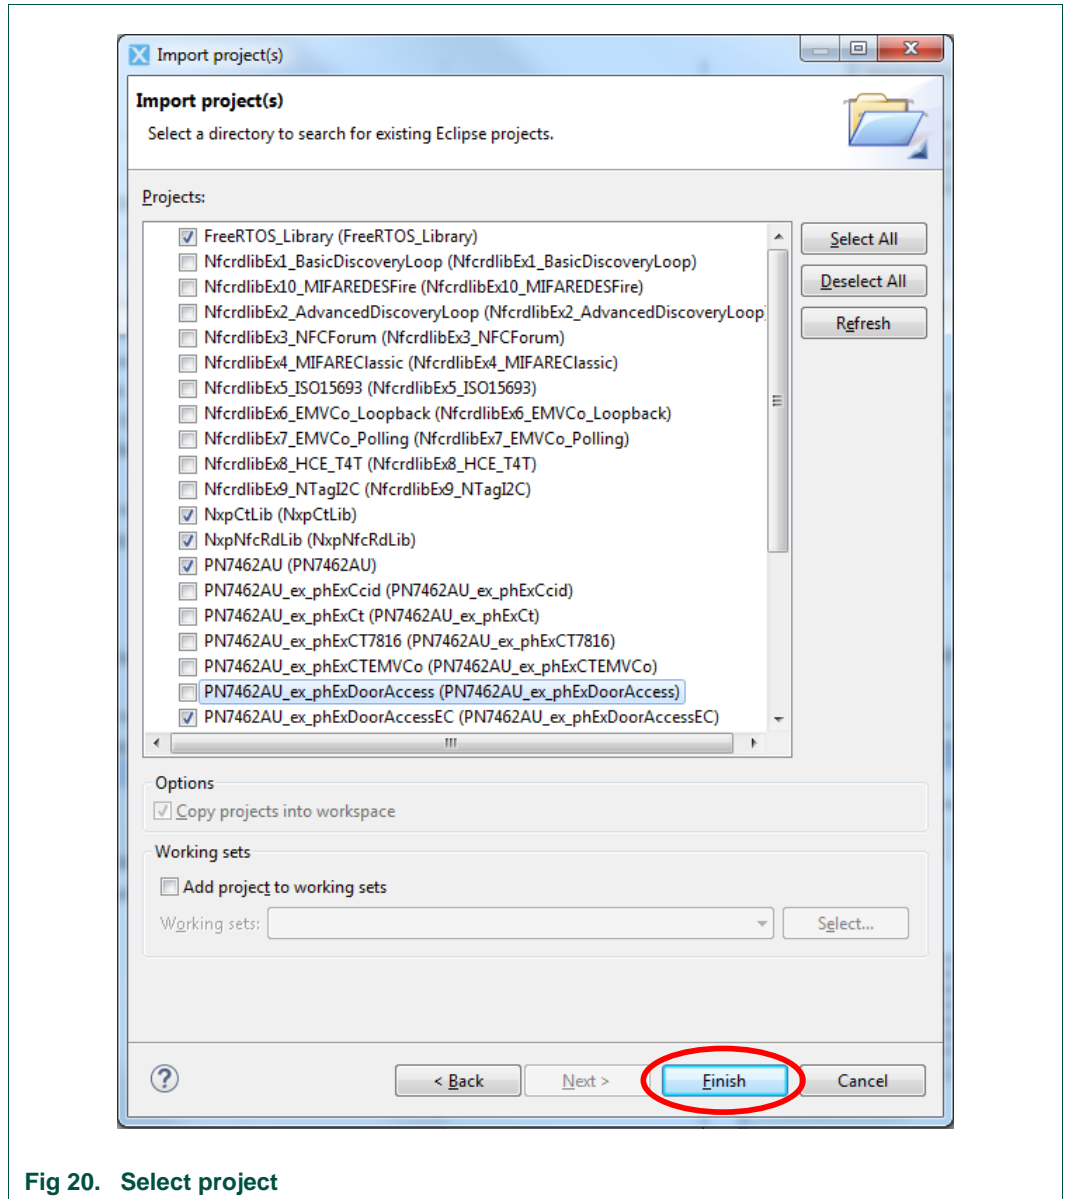 Import project(s)
Import project(s)
Select a directory to search for existing Eclipse projects.
Projects:
FreeRTOS_Library (FreeRTOS_Library)
NfcrdlibEx1_BasicDiscoveryLoop (NfcrdlibEx1_BasicDiscoveryLoop)
NfcrdlibEx10_MIFAREDESFire (NfcrdlibEx10_MIFAREDESFire)
NfcrdlibEx2_AdvancedDiscoveryLoop (NfcrdlibEx2_AdvancedDiscoveryLoop)
NfcrdlibEx3_NFCForum (NfcrdlibEx3_NFCForum)
NfcrdlibEx4_MIFAREClassic (NfcrdlibEx4_MIFAREClassic)
NfcrdlibEx5_ISO15693 (NfcrdlibEx5_ISO15693)
NfcrdlibEx6_EMVCo_Loopback (NfcrdlibEx6_EMVCo_Loopback)
NfcrdlibEx7_EMVCo_Polling (NfcrdlibEx7_EMVCo_Polling)
NfcrdlibEx8_HCE_T4T (NfcrdlibEx8_HCE_T4T)
NfcrdlibEx9_NTagI2C (NfcrdlibEx9_NTagI2C)
NxpCtLib (NxpCtLib)
NxpNfcRdLib (NxpNfcRdLib)
PN7462AU (PN7462AU)
PN7462AU_ex_phExCcid (PN7462AU_ex_phExCcid)
PN7462AU_ex_phExCt (PN7462AU_ex_phExCt)
PN7462AU_ex_phExCT7816 (PN7462AU_ex_phExCT7816)
PN7462AU_ex_phExCTEMVCo (PN7462AU_ex_phExCTEMVCo)
PN7462AU_ex_phExDoorAccess (PN7462AU_ex_phExDoorAccess)
PN7462AU_ex_phExDoorAccessEC (PN7462AU_ex_phExDoorAccessEC)
Select All
Deselect All
Refresh
Options
Copy projects into workspace
Working sets
Add project to working sets
Working sets:
Select...
? < Back Next > Finish Cancel
Fig 20. Select project